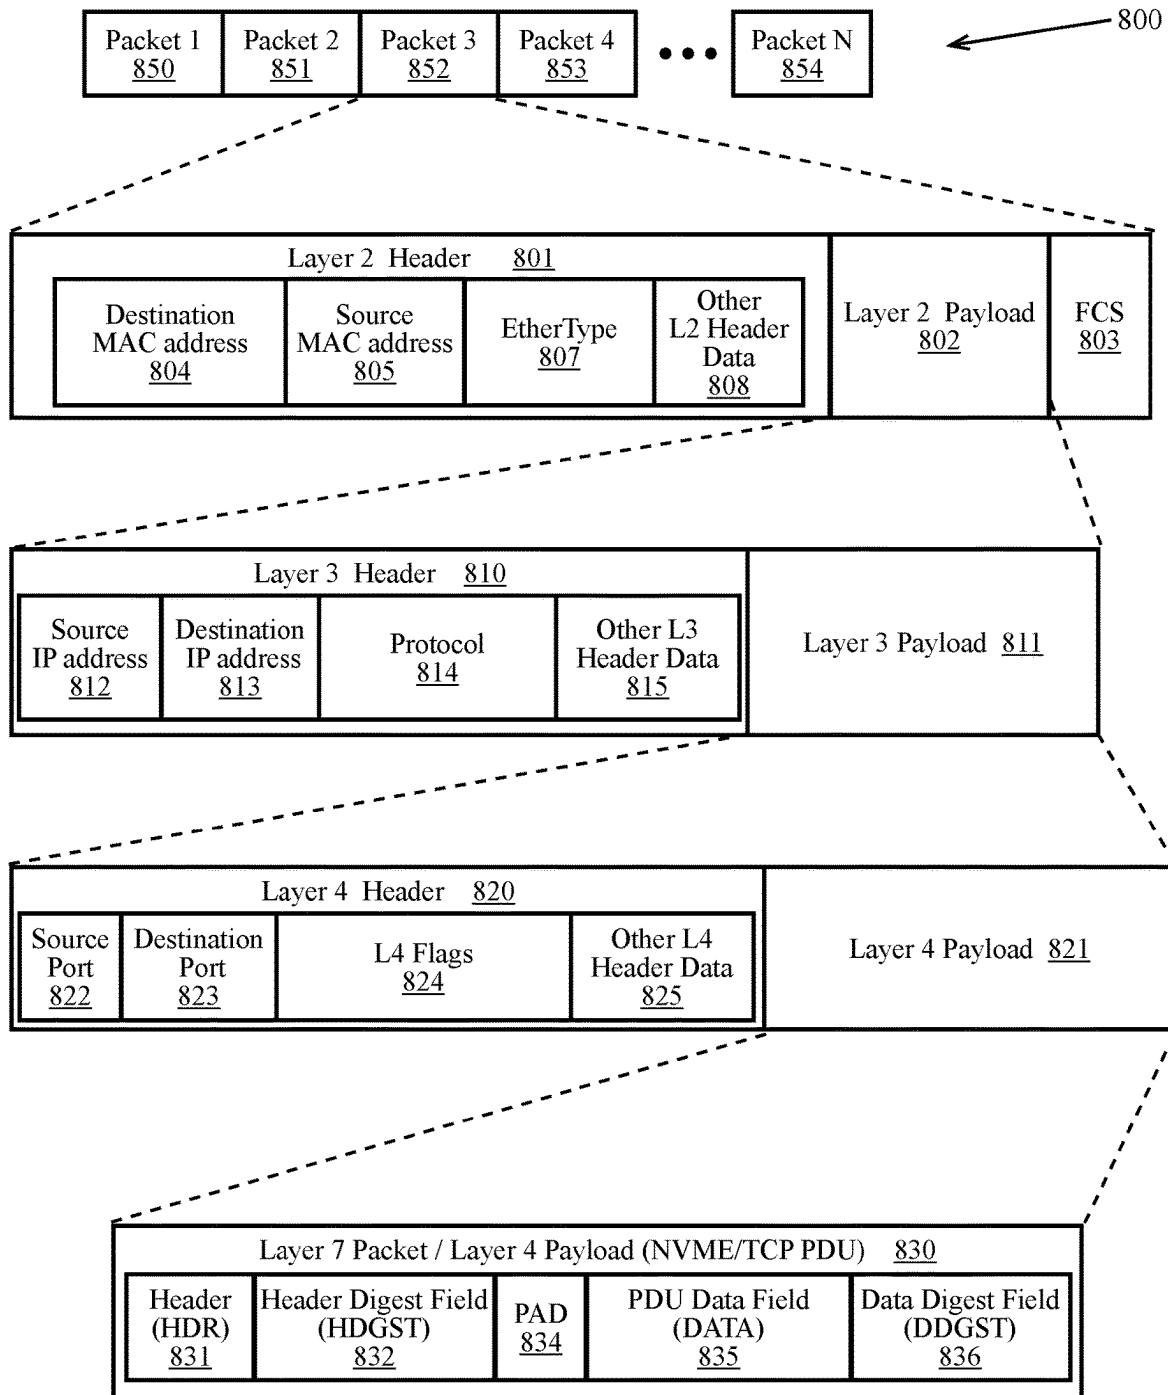 800
Packet 1
850
Packet 2
851
Packet 3
852
Packet 4
853
Packet N
854
Layer 2 Header 801
Destination
MAC address
804
Source
MAC address
805
EtherType
807
Other
L2 Header
Data
808
Layer 2 Payload
802
FCS
803
Layer 3 Header 810
Source
IP address
812
Destination
IP address
813
Protocol
814
Other L3
Header Data
815
Layer 3 Payload 811
Layer 4 Header 820
Source
Port
822
Destination
Port
823
L4 Flags
824
Other L4
Header Data
825
Layer 4 Payload 821
Layer 7 Packet / Layer 4 Payload (NVME/TCP PDU) 830
Header
(HDR)
831
Header Digest Field
(HDGST)
832
PAD
834
PDU Data Field
(DATA)
835
Data Digest Field
(DDGST)
836